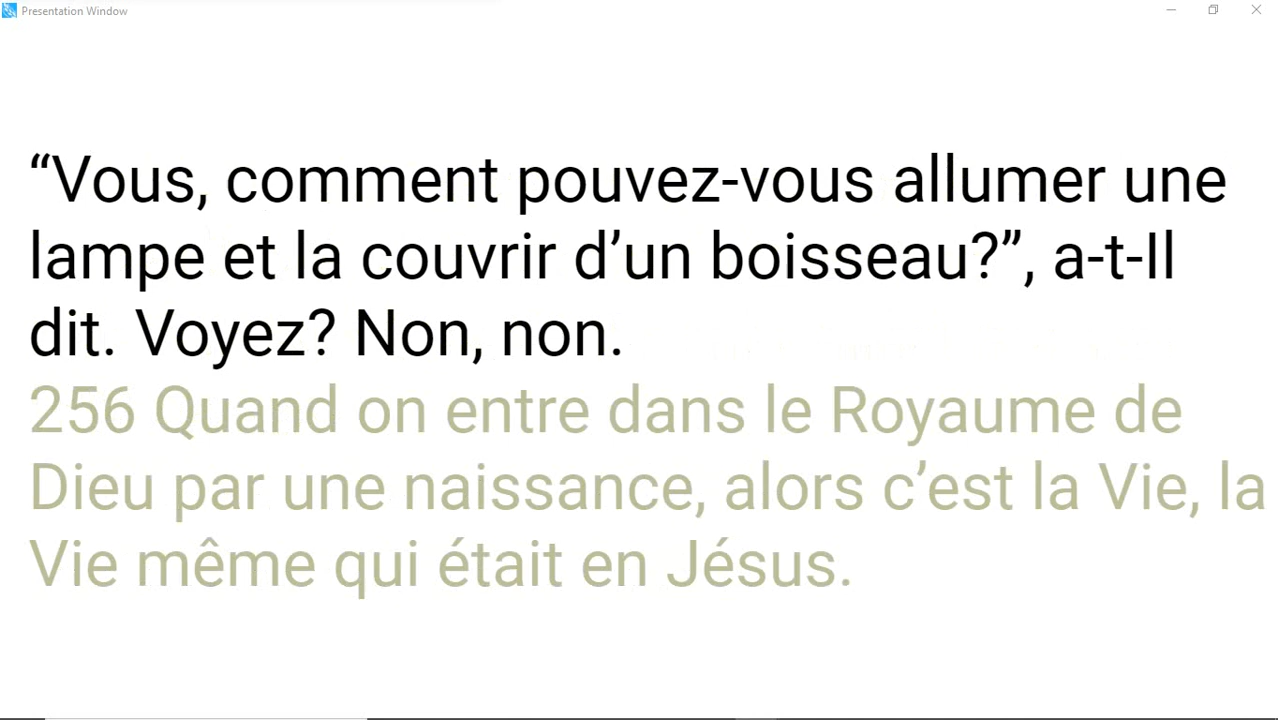 Presentation Window
“Vous, comment pouvez-vous allumer une
lampe et la couvrir d’un boisseau?”, a-t-Il
dit. Voyez? Non, non.
256 Quand on entre dans le Royaume de
Dieu par une naissance, alors c’est la Vie, la
Vie même qui était en Jésus.